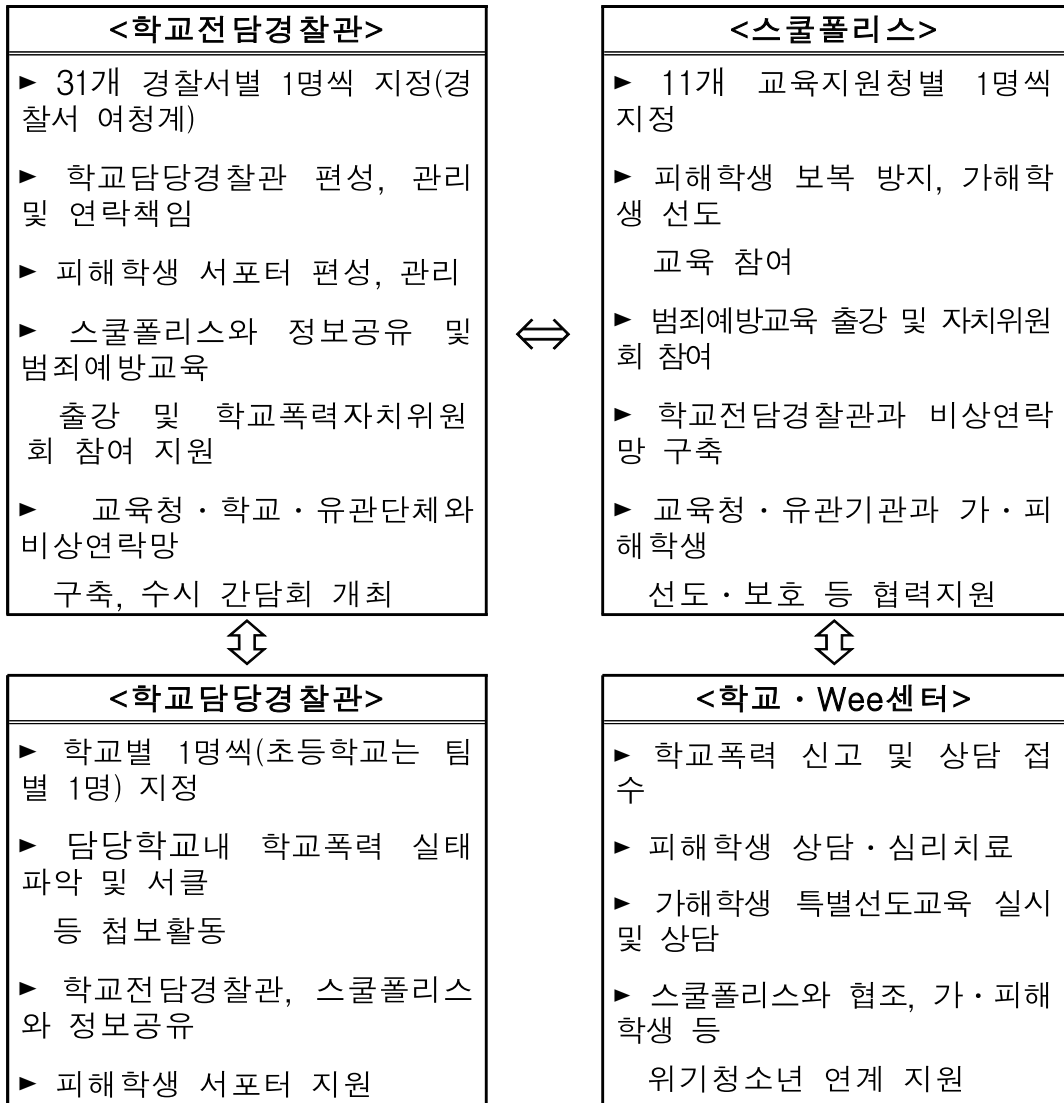 <학교전담경찰관>
► 31개 경찰서별 1명씩 지정(경
찰서 여청계)
► 학교담당경찰관 편성, 관리
및 연락책임
► 피해학생 서포터 편성, 관리
► 스쿨폴리스와 정보공유 및
범죄예방교육
출강 및 학교폭력자치위원
회 참여 지원
► 교육청・학교・유관단체와
비상연락망
구축, 수시 간담회 개최
⇔
<스쿨폴리스>
► 11개 교육지원청별 1명씩
지정
► 피해학생 보복 방지, 가해학
생 선도
교육 참여
► 범죄예방교육 출강 및 자치위원
회 참여
► 학교전담경찰관과 비상연락
망 구축
► 교육청・유관기관과 가・피
해학생
선도・보호 등 협력지원
<학교담당경찰관>
► 학교별 1명씩(초등학교는 팀
별 1명) 지정
► 담당학교내 학교폭력 실태
파악 및 서클
등 첩보활동
► 학교전담경찰관, 스쿨폴리스
와 정보공유
► 피해학생 서포터 지원
<학교・Wee센터>
► 학교폭력 신고 및 상담 접
수
► 피해학생 상담・심리치료
► 가해학생 특별선도교육 실시
및 상담
► 스쿨폴리스와 협조, 가・피해
학생 등
위기청소년 연계 지원